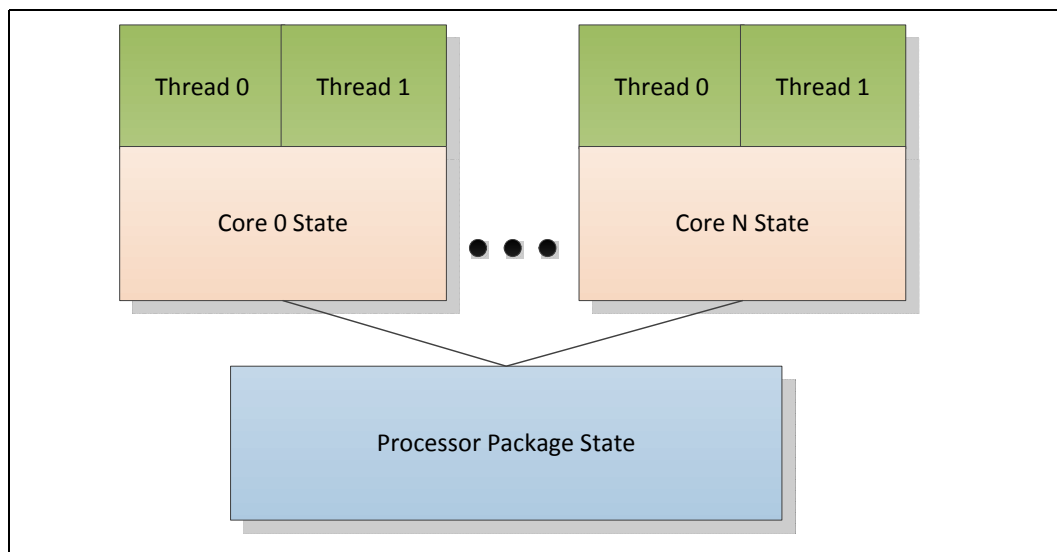 Thread 0 Thread 1 Thread 0 Thread 1
Core 0 State Core N State
Processor Package State